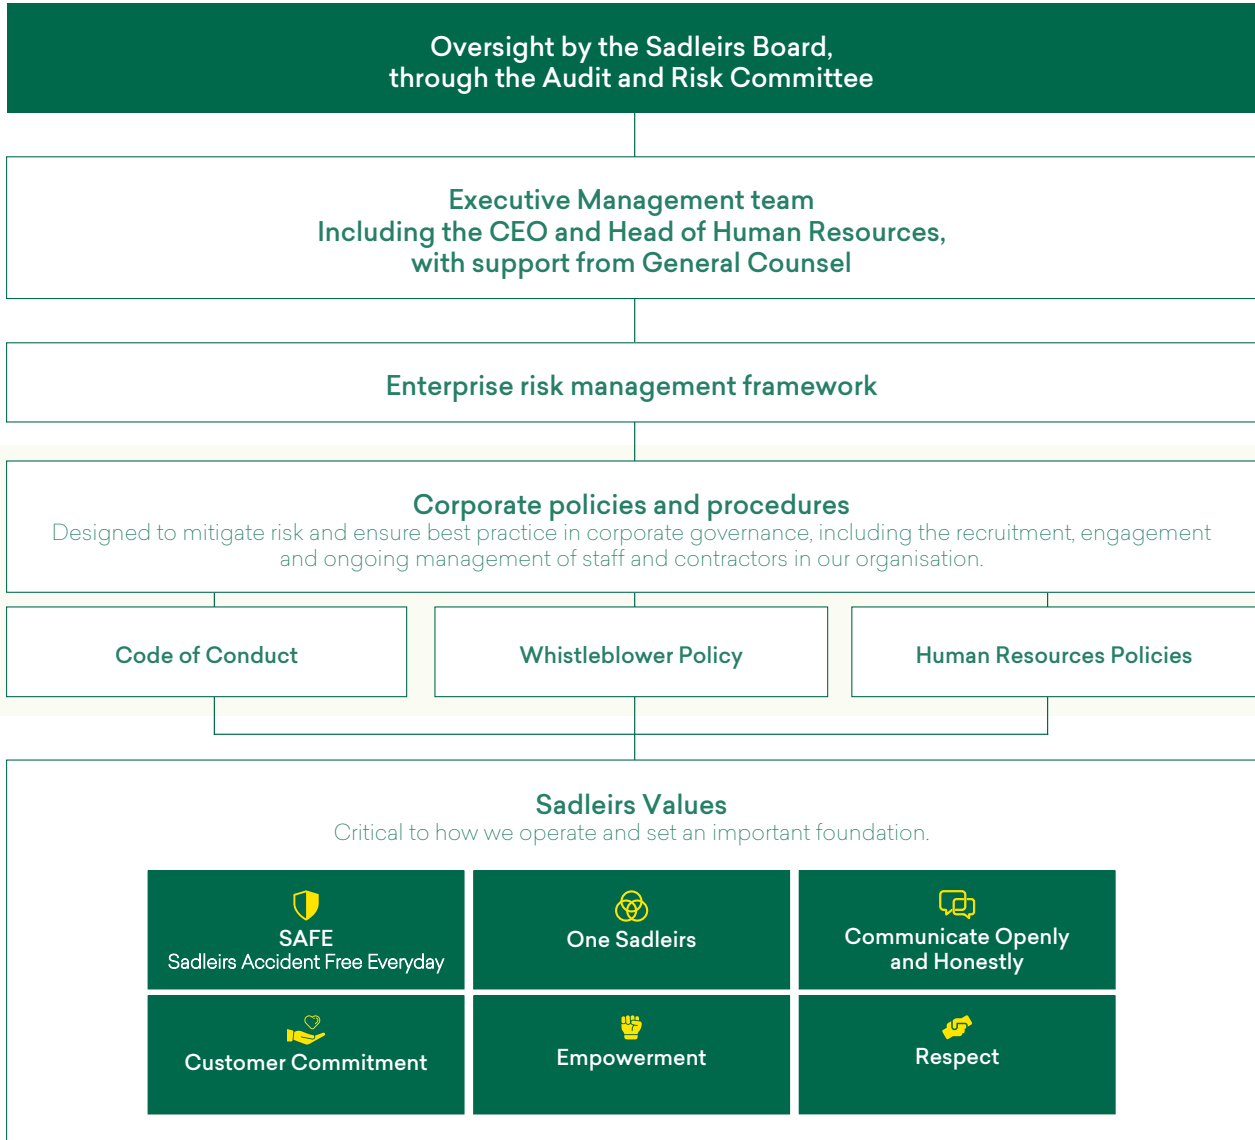 Oversight by the Sadleirs Board,
through the Audit and Risk Committee
Executive Management team
Including the CEO and Head of Human Resources,
with support from General Counsel
Enterprise risk management framework
Corporate policies and procedures
Designed to mitigate risk and ensure best practice in corporate governance, including the recruitment, engagement
and ongoing management of staff and contractors in our organisation.
Code of Conduct
Whistleblower Policy
Human Resources Policies
Sadleirs Values
Critical to how we operate and set an important foundation.
SAFE
Sadleirs Accident Free Everyday
One Sadleirs
Communicate Openly
and Honestly
Customer Commitment
Empowerment
Respect